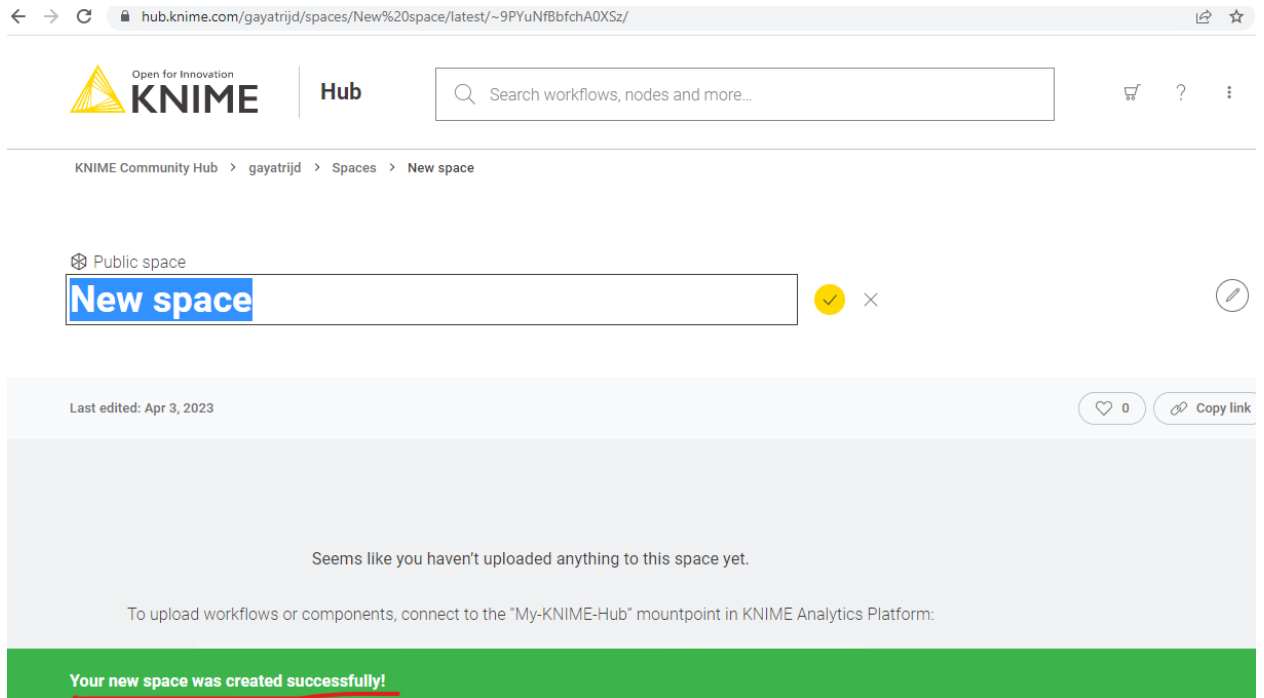 hub.knime.com/gayatrijd/spaces/New%20space/latest/~9PYuNfBbfchA0XSz/
Open for Innovation
KNIME
Hub
Search workflows, nodes and more...
?
KNIME Community Hub > gayatrijd > Spaces > New space
Public space
New space
Last edited: Apr 3, 2023
0
Copy link
Seems like you haven't uploaded anything to this space yet.
To upload workflows or components, connect to the “My-KNIME-Hub” mountpoint in KNIME Analytics Platform:
Your new space was created successfully!